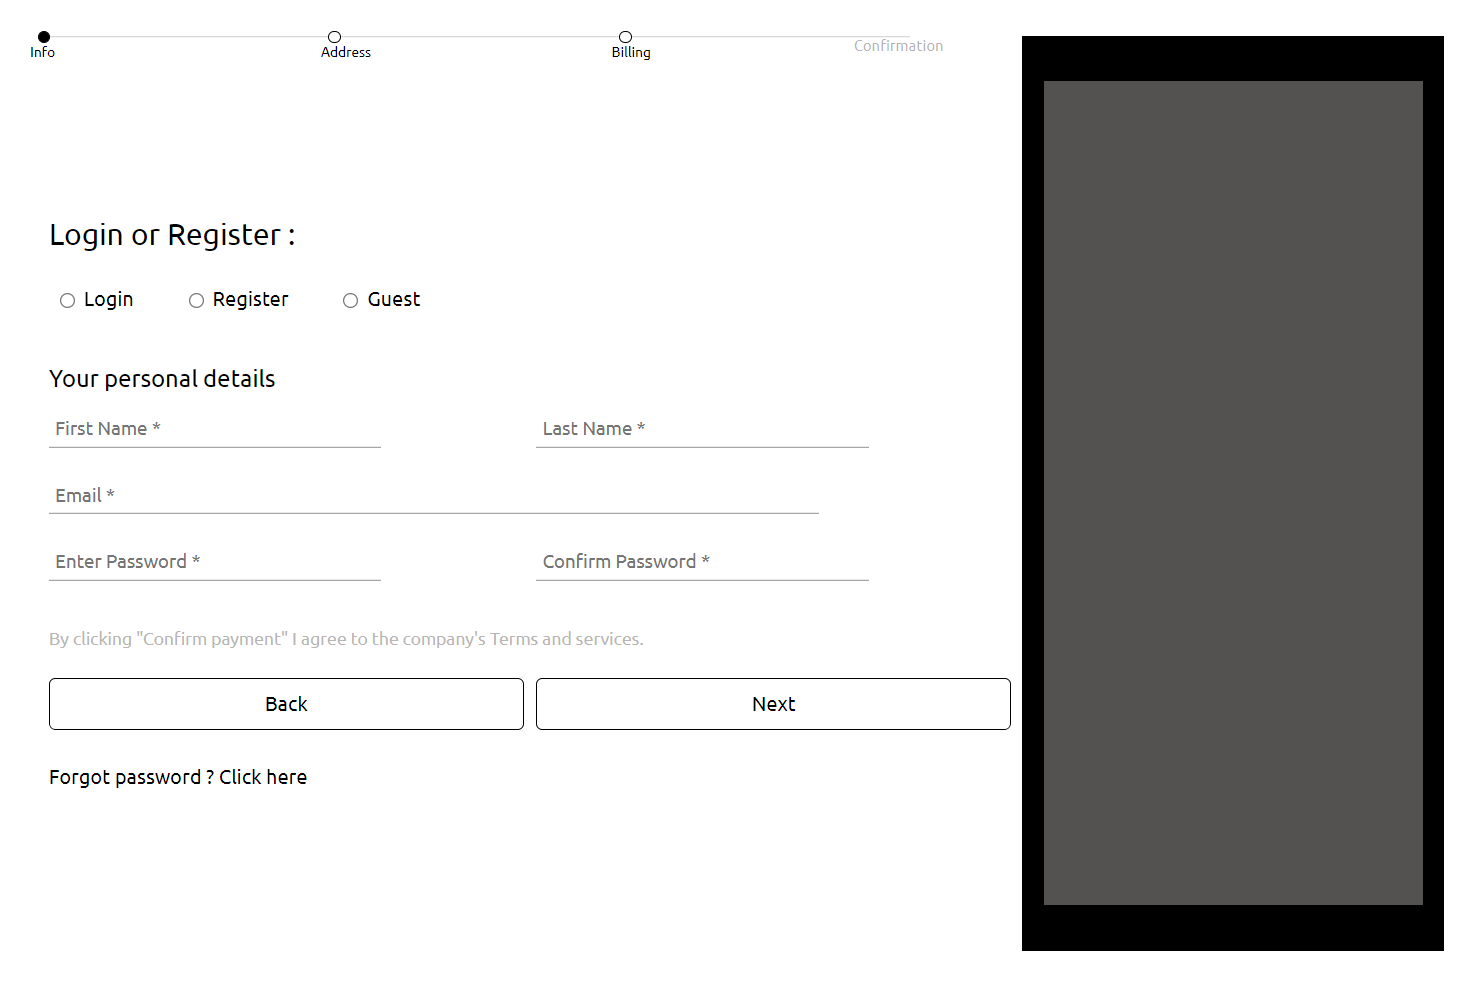 Info Address Billing Confirmation
Login or Register :
Login Register Guest
Your personal details
First Name * Last Name *
Email *
Enter Password * Confirm Password *
By clicking "Confirm payment" I agree to the company's Terms and services.
Back Next
Forgot password ? Click here